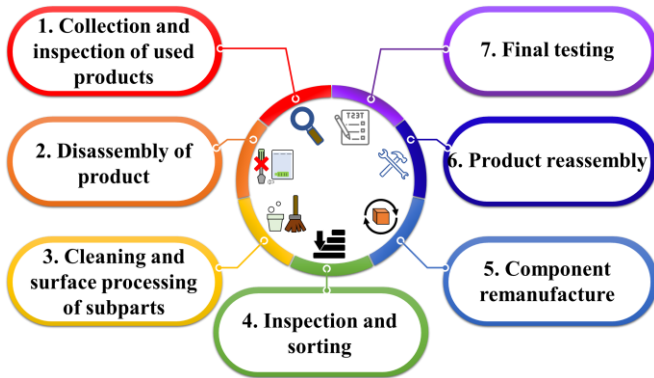 1. Collection and
inspection of used
products
2. Disassembly of
product
3. Cleaning and
surface processing
of subparts
4. Inspection and
sorting
5. Component
remanufacture
6. Product reassembly
7. Final testing
TEST